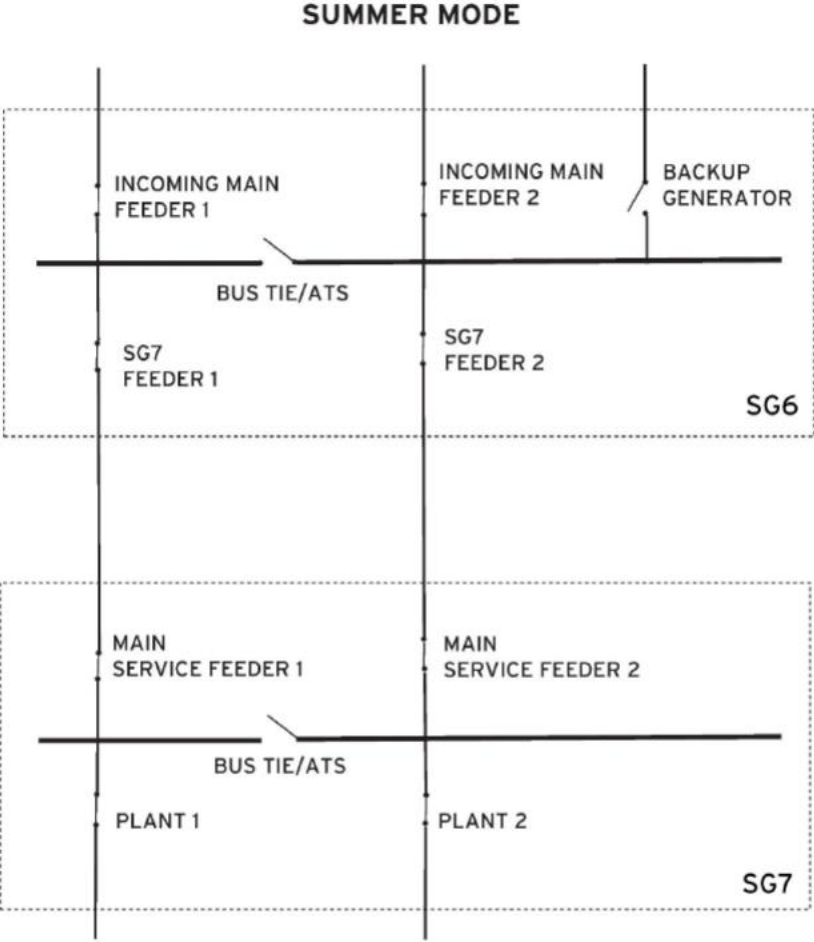 SUMMER MODE
INCOMING MAIN
FEEDER 1
INCOMING MAIN
FEEDER 2
BACKUP
GENERATOR
BUS TIE/ATS
SG7
FEEDER 1
SG7
FEEDER 2
SG6
MAIN
SERVICE FEEDER 1
MAIN
SERVICE FEEDER 2
BUS TIE/ATS
PLANT 1
PLANT 2
SG7